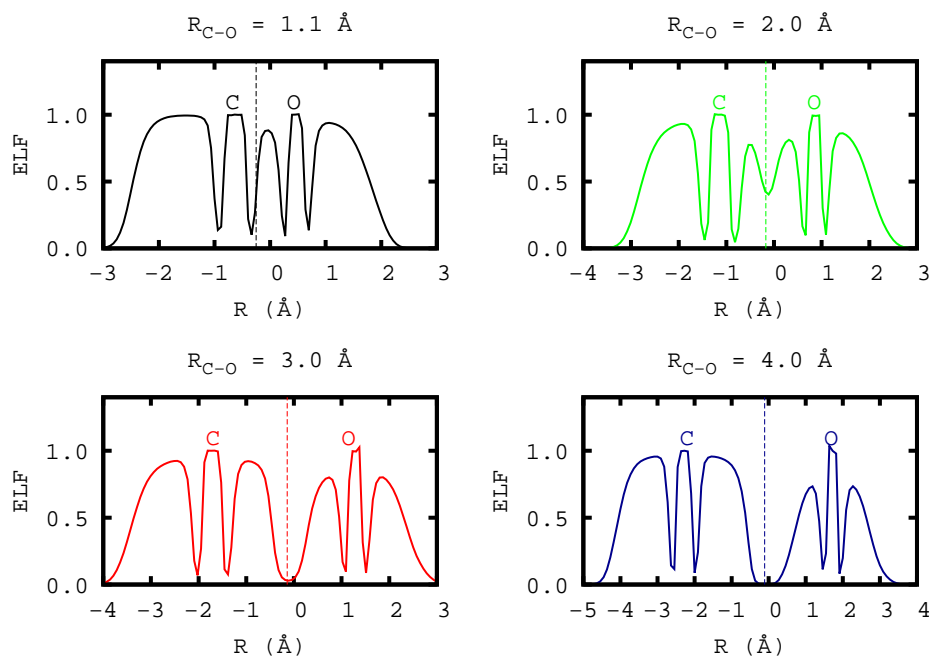 R_C-O = 1.1 Å
ELF
1.0
0.5
0.0
C O
-3 -2 -1 0 1 2 3
R (Å)
R_C-O = 2.0 Å
ELF
1.0
0.5
0.0
C O
-4 -3 -2 -1 0 1 2 3
R (Å)
R_C-O = 3.0 Å
ELF
1.0
0.5
0.0
C O
-4 -3 -2 -1 0 1 2 3
R (Å)
R_C-O = 4.0 Å
ELF
1.0
0.5
0.0
C O
-5 -4 -3 -2 -1 0 1 2 3 4
R (Å)